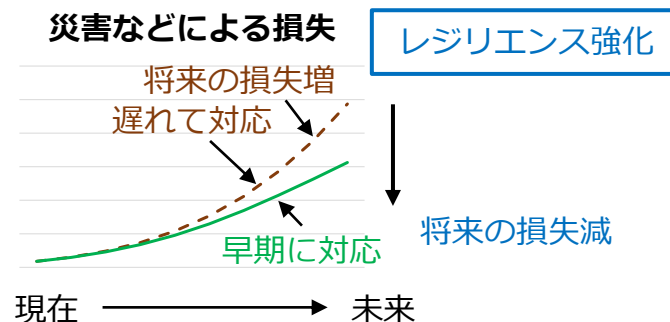 災害などによる損失
レジリエンス強化
将来の損失増
遅れて対応
将来の損失減
早期に対応
現在
未来